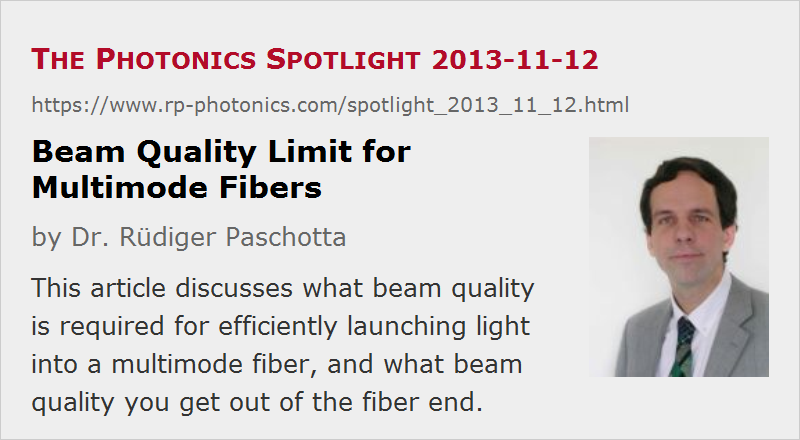 The Photonics Spotlight 2013-11-12
https://www.rp-photonics.com/spotlight_2013_11_12.html
Beam Quality Limit for
Multimode Fibers
by Dr. Rüdiger Paschotta
This article discusses what beam quality
is required for efficiently launching light
into a multimode fiber, and what beam
quality you get out of the fiber end.